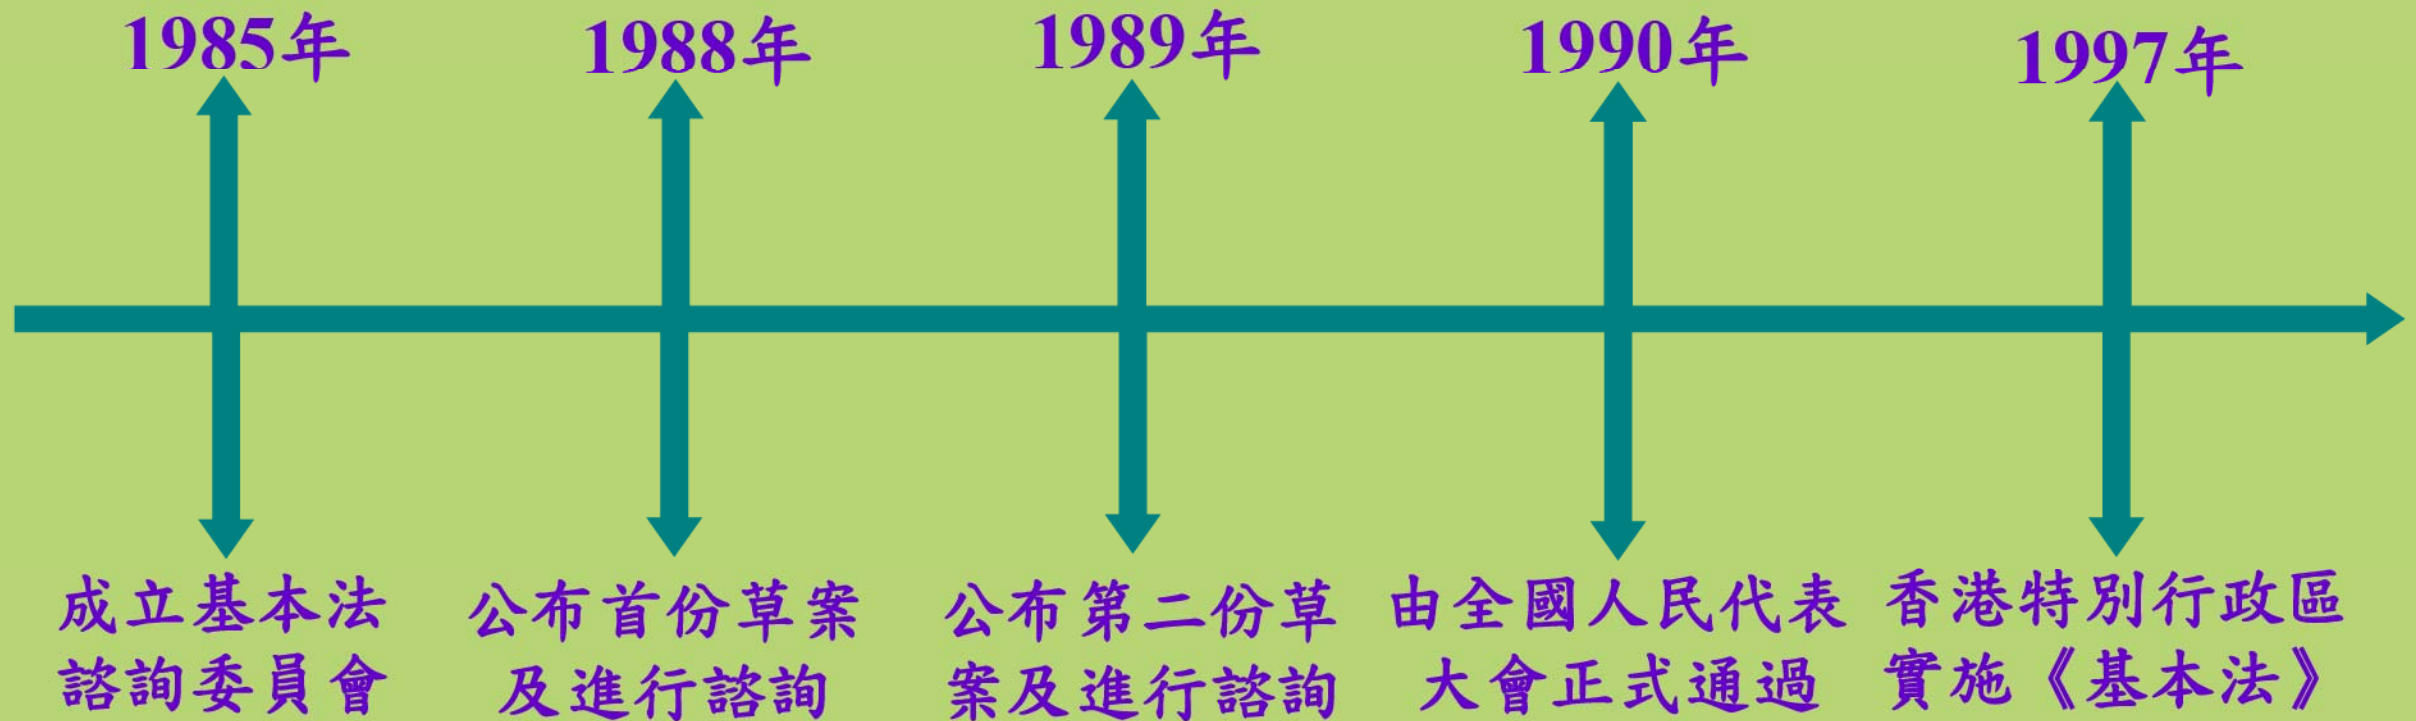 1985年
1988年
1989年
1990年
1997年
成立基本法
諮詢委員會
公布首份草案
及進行諮詢
公布第二份草
案及進行諮詢
由全國人民代表
大會正式通過
香港特別行政區
實施《基本法》